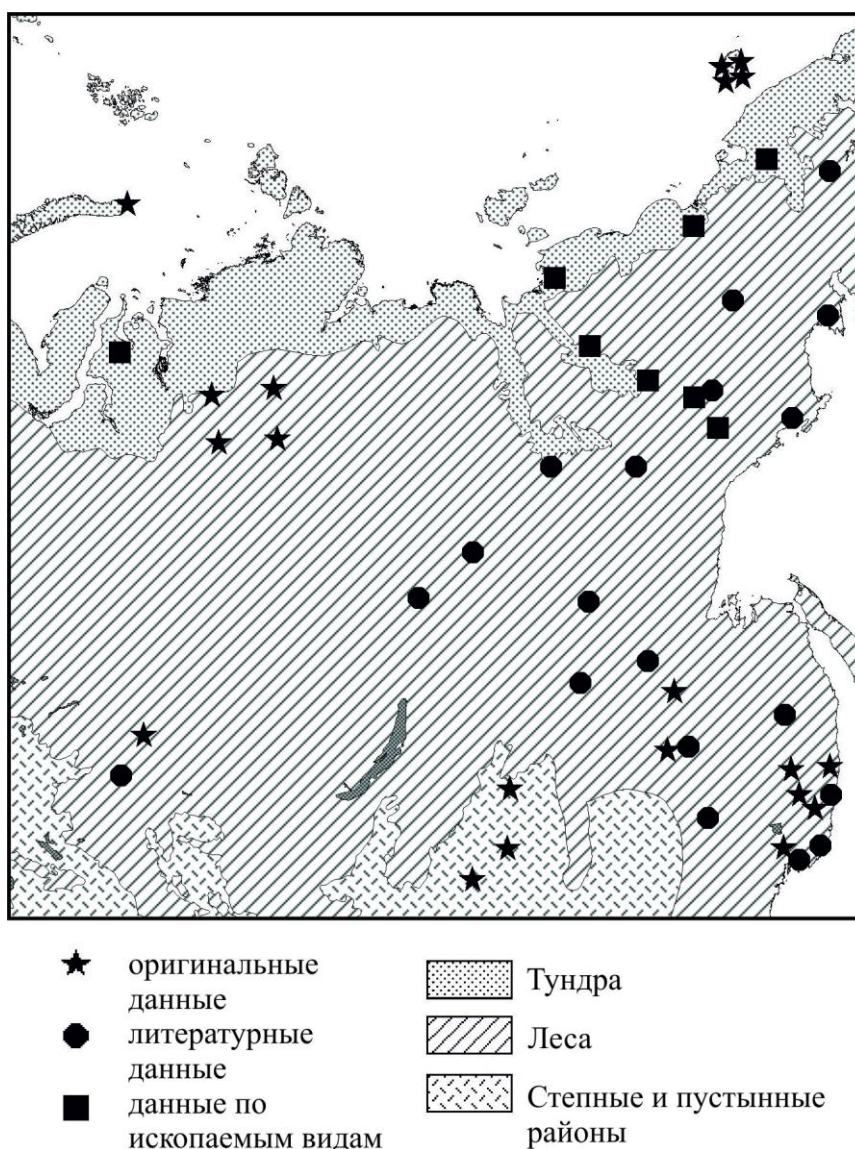 оригинальные
данные
литературные
данные
данные по
ископаемым видам
Тундра
Леса
Степные и пустынные
районы